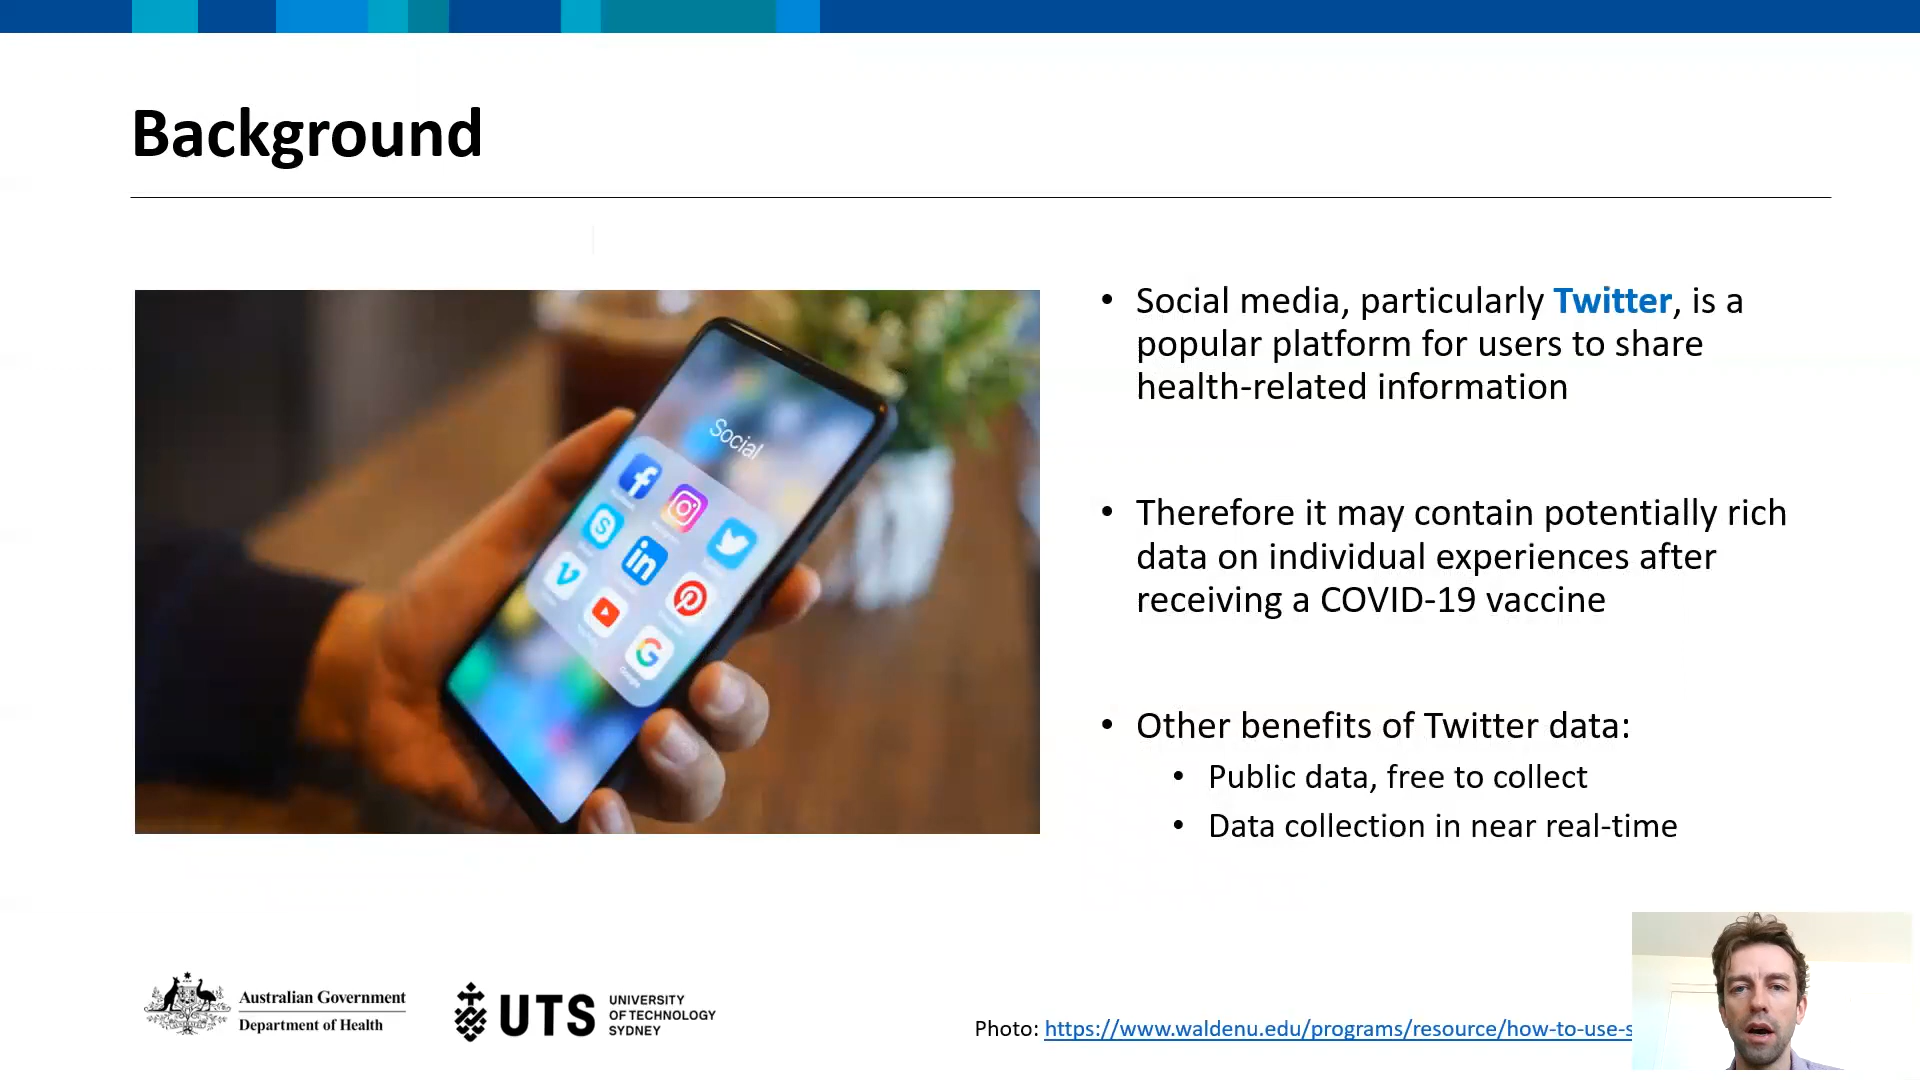 Background
Social
• Social media, particularly Twitter, is a
popular platform for users to share
health-related information
• Therefore it may contain potentially rich
data on individual experiences after
receiving a COVID-19 vaccine
• Other benefits of Twitter data:
• Public data, free to collect
• Data collection in near real-time
Australian Government
Department of Health
UTS
UNIVERSITY
OF TECHNOLOGY
SYDNEY
Photo: https://www.waldenu.edu/programs/resource/how-to-use-s